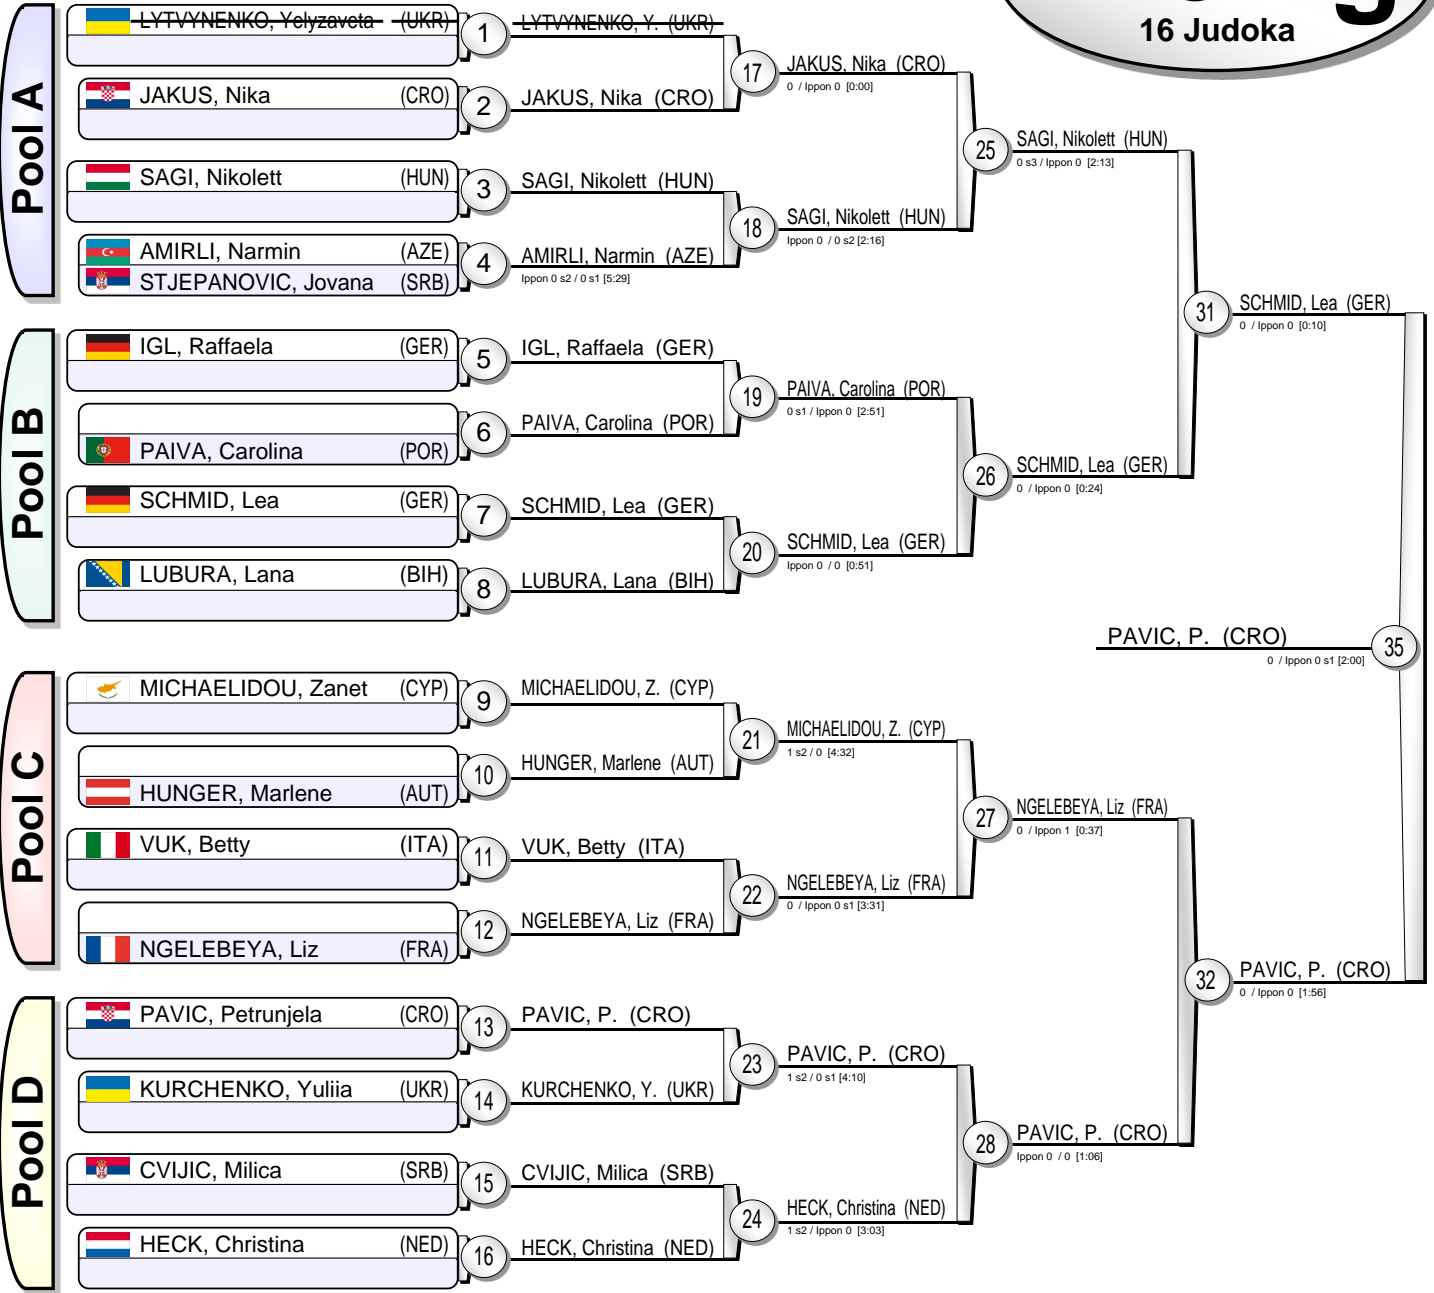 16 Judoka
Pool A
LYTVYNENKO, Yelyzaveta (UKR)
1
LYTVYNENKO, Y. (UKR)
JAKUS, Nika (CRO)
2
JAKUS, Nika (CRO)
17
JAKUS, Nika (CRO)
0 / Ippon 0 [0:00]
SAGI, Nikolett (HUN)
3
SAGI, Nikolett (HUN)
AMIRLI, Narmin (AZE)
STJEPANOVIC, Jovana (SRB)
4
AMIRLI, Narmin (AZE)
Ippon 0 s2 / 0 s1 [5:29]
18
SAGI, Nikolett (HUN)
Ippon 0 / 0 s2 [2:16]
25
SAGI, Nikolett (HUN)
0 s3 / Ippon 0 [2:13]
Pool B
IGL, Raffaela (GER)
5
IGL, Raffaela (GER)
PAIVA, Carolina (POR)
6
PAIVA, Carolina (POR)
19
PAIVA, Carolina (POR)
0 s1 / Ippon 0 [2:51]
SCHMID, Lea (GER)
7
SCHMID, Lea (GER)
LUBURA, Lana (BIH)
8
LUBURA, Lana (BIH)
20
SCHMID, Lea (GER)
Ippon 0 / 0 [0:51]
26
SCHMID, Lea (GER)
0 / Ippon 0 [0:24]
31
SCHMID, Lea (GER)
0 / Ippon 0 [0:10]
PAVIC, P. (CRO)
0 / Ippon 0 s1 [2:00]
35
Pool C
MICHAELIDOU, Zanet (CYP)
9
MICHAELIDOU, Z. (CYP)
HUNGER, Marlene (AUT)
10
HUNGER, Marlene (AUT)
21
MICHAELIDOU, Z. (CYP)
1 s2 / 0 [4:32]
VUK, Betty (ITA)
11
VUK, Betty (ITA)
NGELEBEYA, Liz (FRA)
12
NGELEBEYA, Liz (FRA)
22
NGELEBEYA, Liz (FRA)
0 / Ippon 0 s1 [3:31]
27
NGELEBEYA, Liz (FRA)
0 / Ippon 1 [0:37]
Pool D
PAVIC, Petrunjela (CRO)
13
PAVIC, P. (CRO)
KURCHENKO, Yuliia (UKR)
14
KURCHENKO, Y. (UKR)
23
PAVIC, P. (CRO)
1 s2 / 0 s1 [4:10]
CVIJIC, Milica (SRB)
15
CVIJIC, Milica (SRB)
HECK, Christina (NED)
16
HECK, Christina (NED)
24
HECK, Christina (NED)
1 s2 / Ippon 0 [3:03]
28
PAVIC, P. (CRO)
Ippon 0 / 0 [1:06]
32
PAVIC, P. (CRO)
0 / Ippon 0 [1:56]